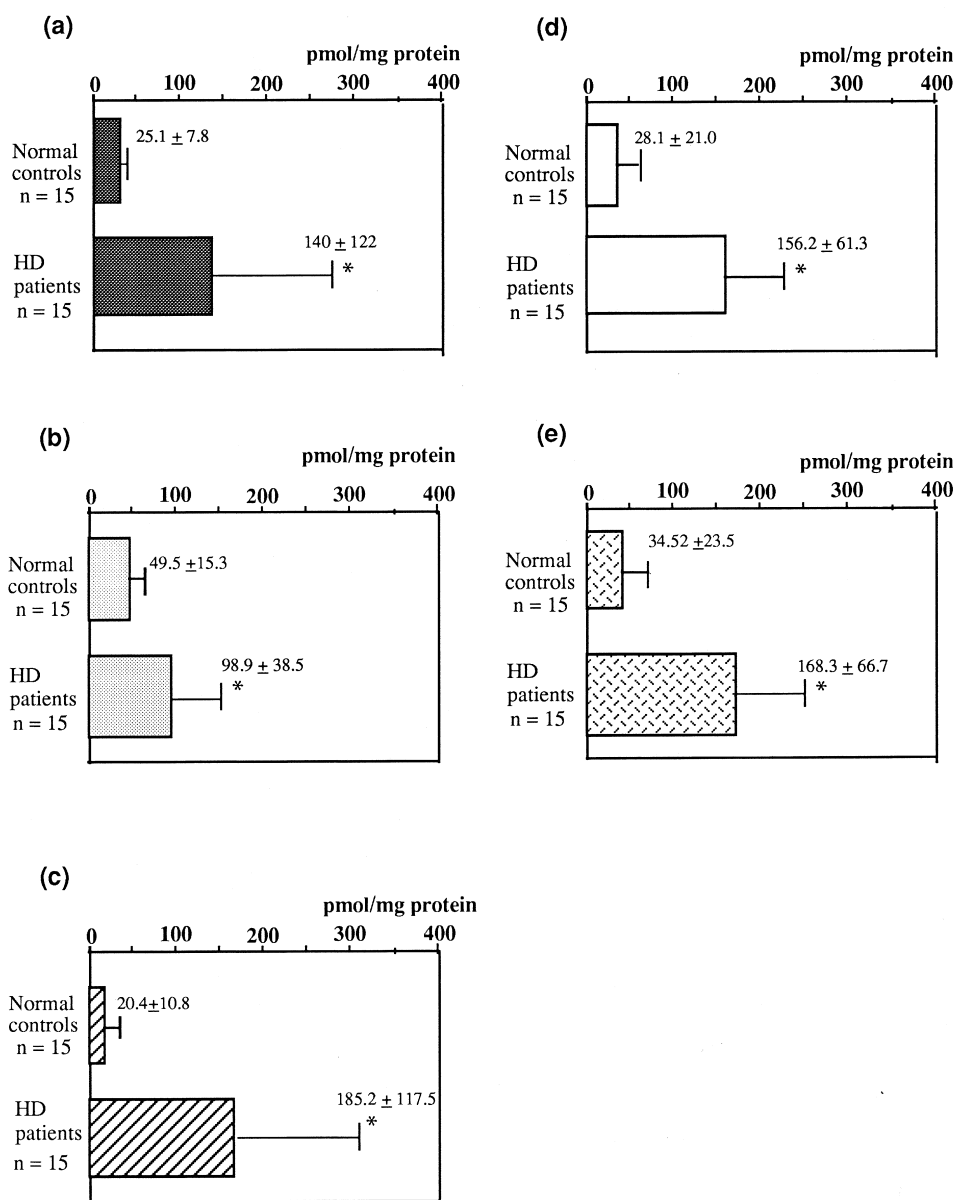 (a)
pmol/mg protein
0 100 200 300 400
25.1 ± 7.8
Normal
controls
n = 15
140 ± 122
*
HD
patients
n = 15
(b)
pmol/mg protein
0 100 200 300 400
49.5 ±15.3
Normal
controls
n = 15
98.9 ± 38.5
*
HD
patients
n = 15
(c)
pmol/mg protein
0 100 200 300 400
20.4±10.8
Normal
controls
n = 15
185.2 ± 117.5
*
HD
patients
n = 15
(d)
pmol/mg protein
0 100 200 300 400
28.1 ± 21.0
Normal
controls
n = 15
156.2 ± 61.3
*
HD
patients
n = 15
(e)
pmol/mg protein
0 100 200 300 400
34.52 ±23.5
Normal
controls
n = 15
168.3 ± 66.7
*
HD
patients
n = 15